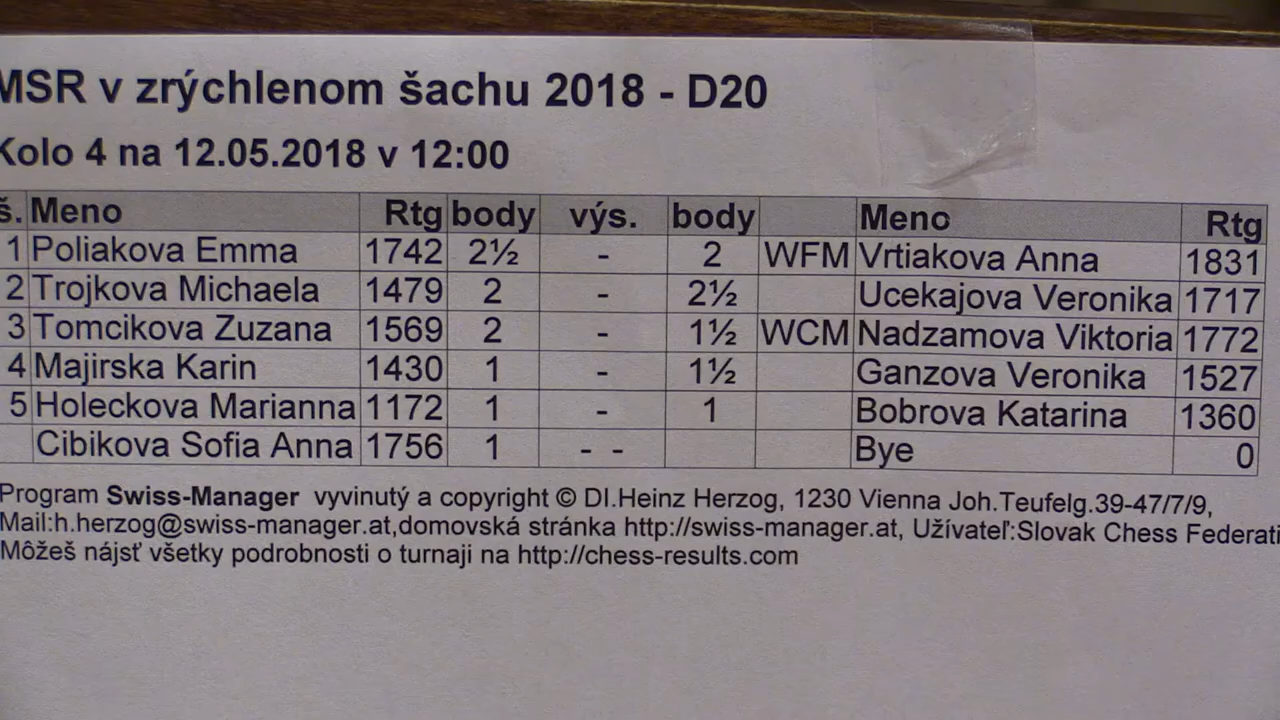 MSR v zrýchlenom šachu 2018 - D20
Kolo 4 na 12.05.2018 v 12:00
š. Meno Rtg body výs. body Meno Rtg
1 Poliakova Emma 1742 2½ - 2 WFM Vrtiakova Anna 1831
2 Trojkova Michaela 1479 2 - 2½ Ucekajova Veronika 1717
3 Tomcikova Zuzana 1569 2 - 1½ WCM Nadzamova Viktoria 1772
4 Majirska Karin 1430 1 - 1½ Ganzova Veronika 1527
5 Holeckova Marianna 1172 1 - 1 Bobrova Katarina 1360
Cibikova Sofia Anna 1756 1 - - Bye 0
Program Swiss-Manager vyvinutý a copyright © DI.Heinz Herzog, 1230 Vienna Joh.Teufelg.39-47/7/9,
Mail:h.herzog@swiss-manager.at,domovská stránka http://swiss-manager.at, Užívateľ:Slovak Chess Federati
Môžeš nájsť všetky podrobnosti o turnaji na http://chess-results.com